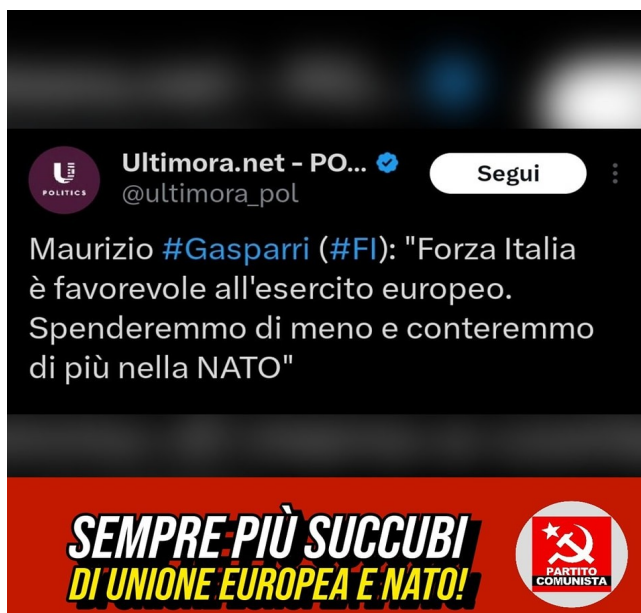 U
POLITICS
Ultimora.net - PO...
Segui
@ultimora_pol
Maurizio #Gasparri (#FI): "Forza Italia
è favorevole all'esercito europeo.
Spenderemmo di meno e conteremmo
di più nella NATO"
SEMPRE PIÙ SUCCUBI
DI UNIONE EUROPEA E NATO!
PARTITO
COMUNISTA